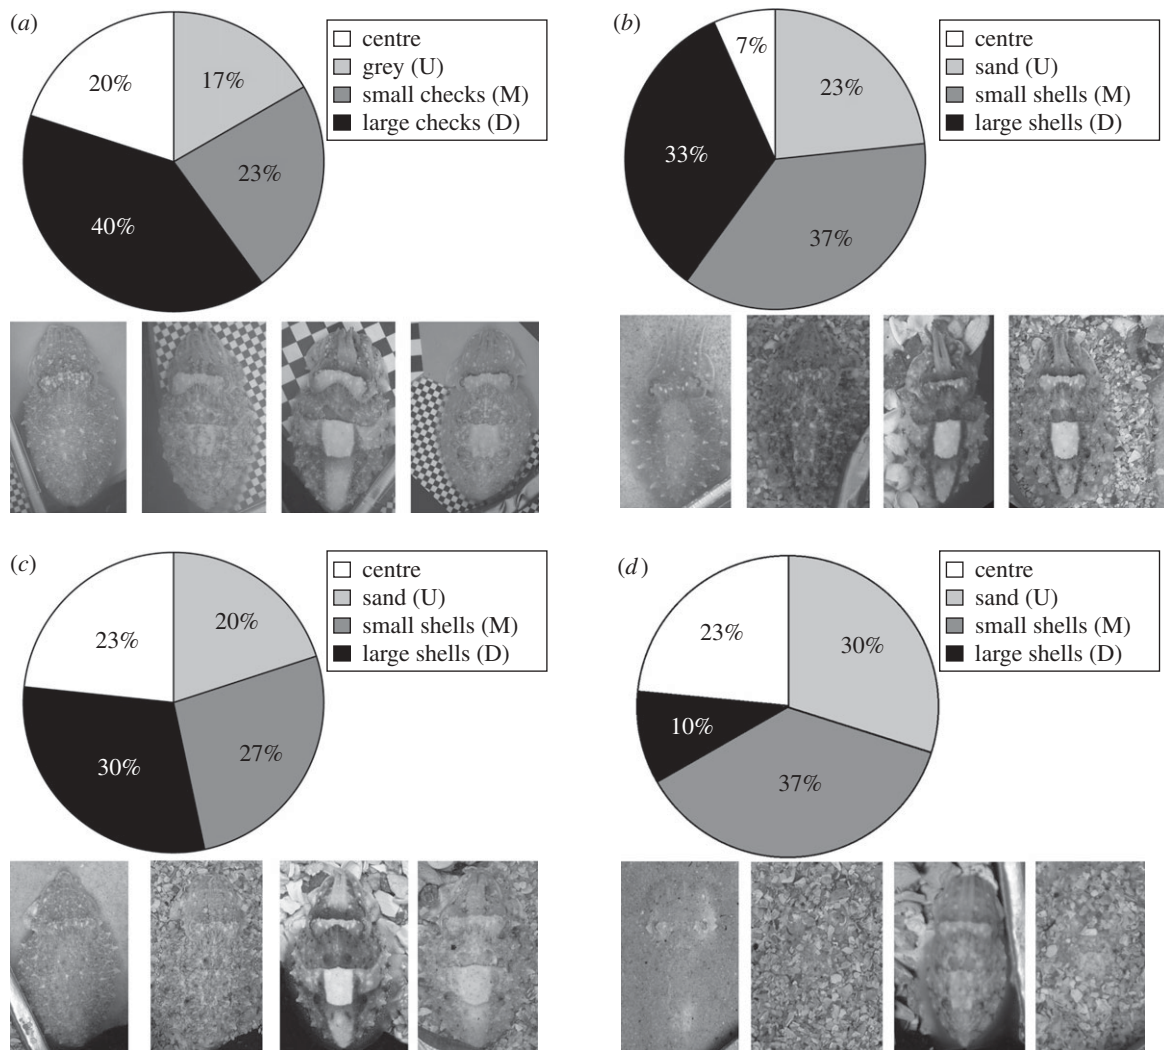 (a)
centre
grey (U)
small checks (M)
large checks (D)
20%
17%
23%
40%
(b)
centre
sand (U)
small shells (M)
large shells (D)
7%
23%
33%
37%
(c)
centre
sand (U)
small shells (M)
large shells (D)
23%
20%
27%
30%
(d)
centre
sand (U)
small shells (M)
large shells (D)
23%
30%
10%
37%